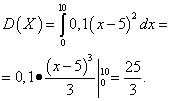 D(X) = ∫₀¹⁰ 0,1(x−5)² dx =
= 0,1•(x−5)³/3 |₀¹⁰ = 25/3.